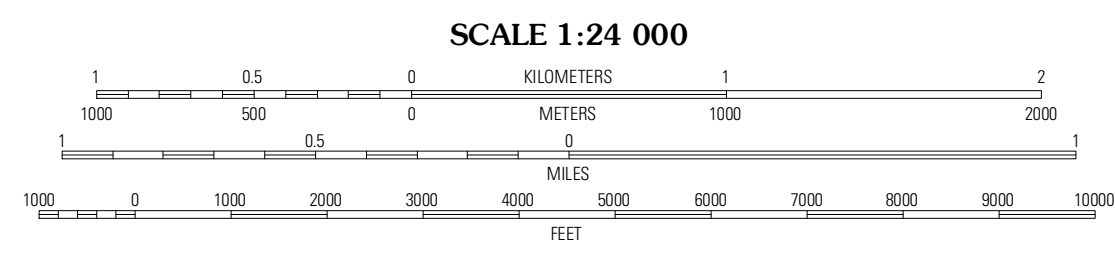 SCALE 1:24 000
1 0.5 0 KILOMETERS 1 2
1000 500 0 METERS 1000 2000
1 0.5 0 1
MILES
1000 0 1000 2000 3000 4000 5000 6000 7000 8000 9000 10000
FEET